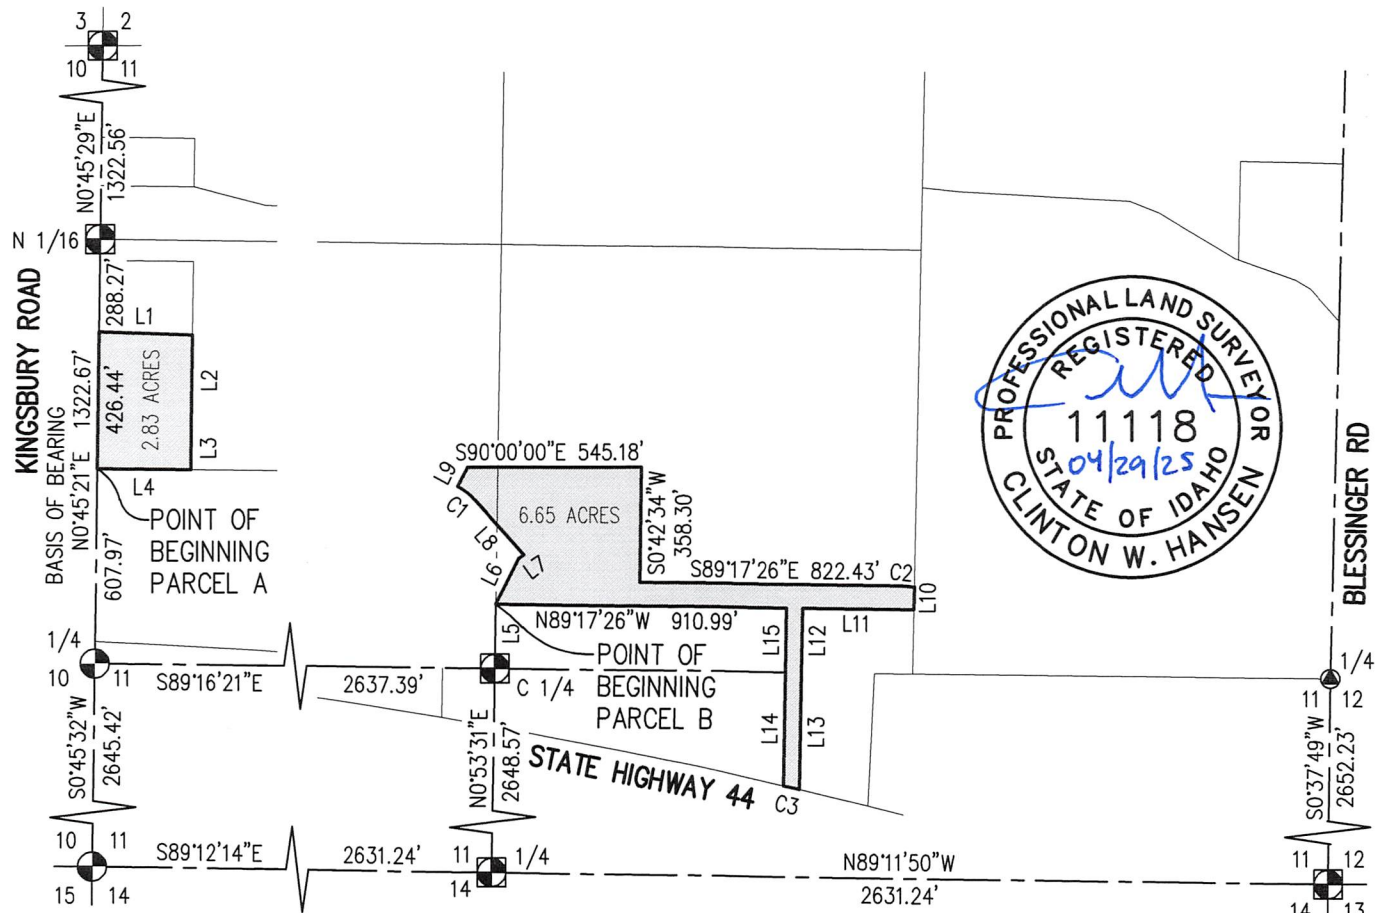 3 2
10 11
N0°45'29"E
1322.56'
N 1/16
KINGSBURY ROAD
BASIS OF BEARING
N0°45'21"E 1322.67'
288.27'
L1
426.44'
2.83 ACRES
L2
L3
L4
POINT OF
BEGINNING
PARCEL A
607.97'
1/4
10 11
S89°16'21"E
2637.39'
S0°45'32"W
2645.42'
10 11
15 14
S89°12'14"E
2631.24'
S90°00'00"E 545.18'
L9
C1
L8
L7
L6
6.65 ACRES
S0°42'34"W
358.30'
S89°17'26"E 822.43' C2
L10
N89°17'26"W 910.99'
L11
L5
L15
L12
POINT OF
BEGINNING
PARCEL B
C 1/4
L14
L13
C3
N0°53'31"E
2648.57'
STATE HIGHWAY 44
11 1/4
14
N89°11'50"W
2631.24'
PROFESSIONAL LAND SURVEYOR
REGISTERED
11118
04/29/25
STATE OF IDAHO
CLINTON W. HANSEN
BLESSINGER RD
1/4
11 12
S0°37'49"W
2652.23'
11 12
14 13